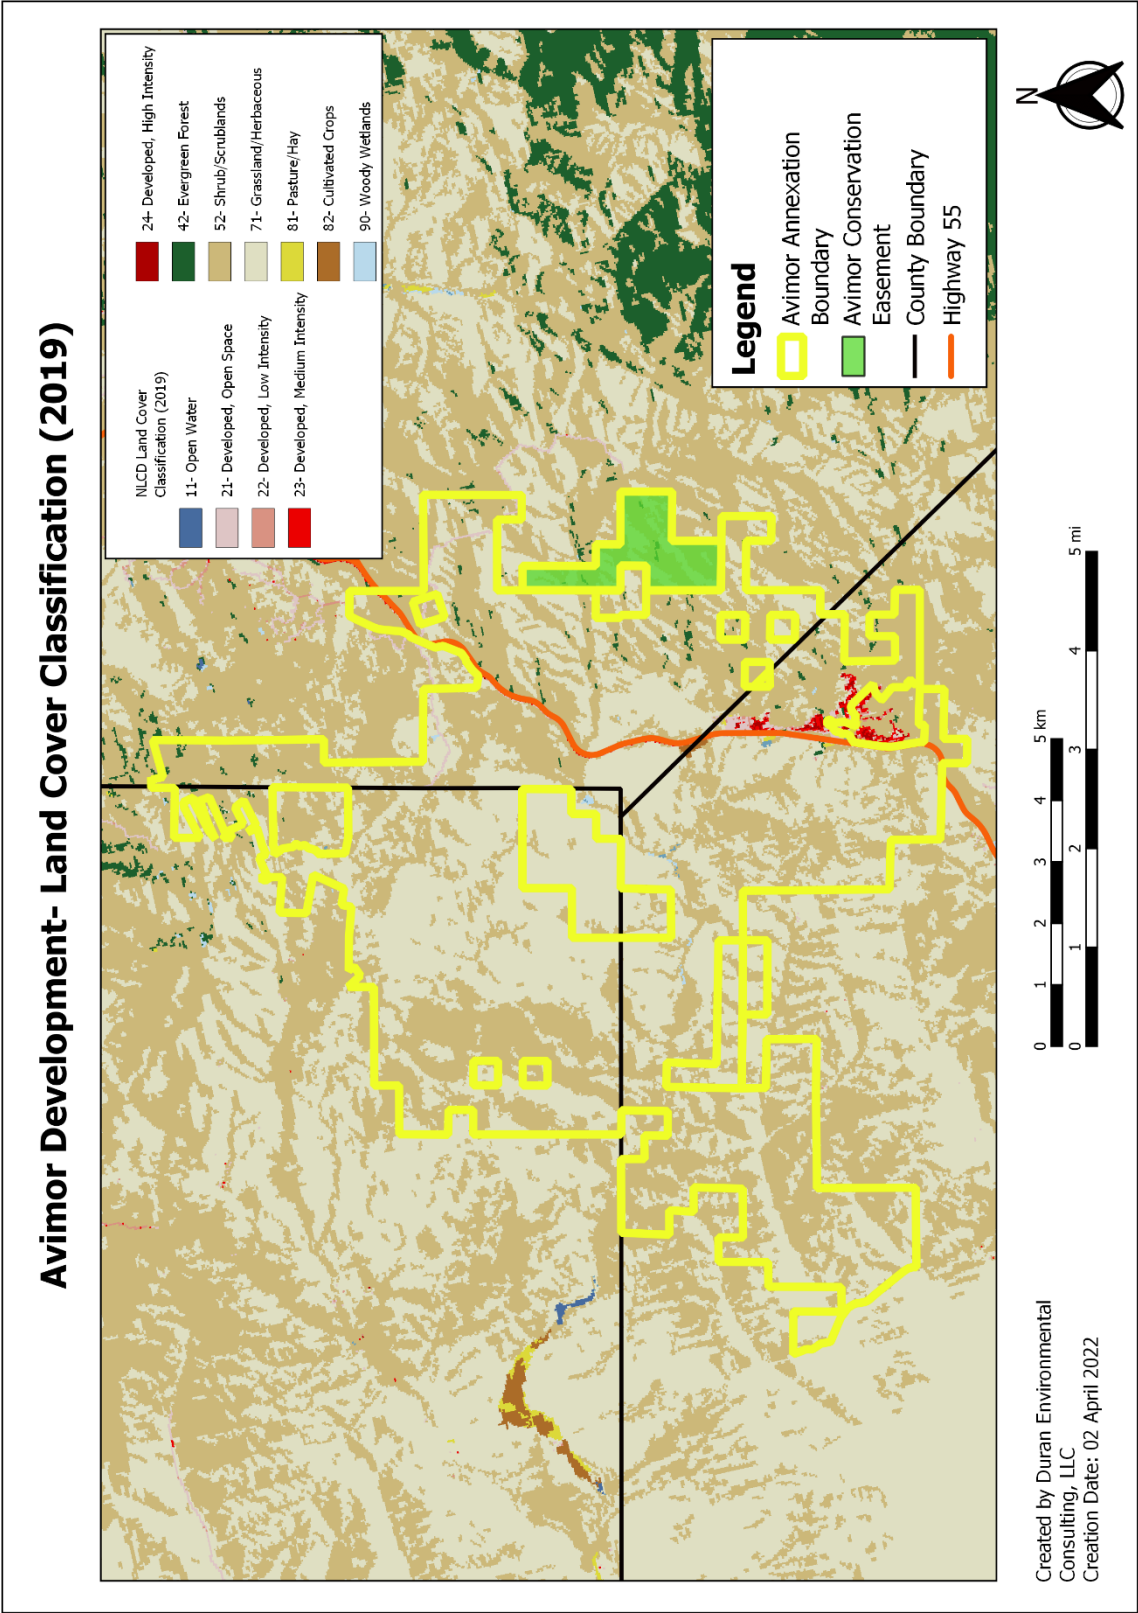 Avimor Development- Land Cover Classification (2019)
NLCD Land Cover
Classification (2019)
11- Open Water
21- Developed, Open Space
22- Developed, Low Intensity
23- Developed, Medium Intensity
24- Developed, High Intensity
42- Evergreen Forest
52- Shrub/Scrublands
71- Grassland/Herbaceous
81- Pasture/Hay
82- Cultivated Crops
90- Woody Wetlands
Legend
Avimor Annexation
Boundary
Avimor Conservation
Easement
County Boundary
Highway 55
Created by Duran Environmental
Consulting, LLC
Creation Date: 02 April 2022
0 1 2 3 4 5 km
0 1 2 3 4 5 mi
N